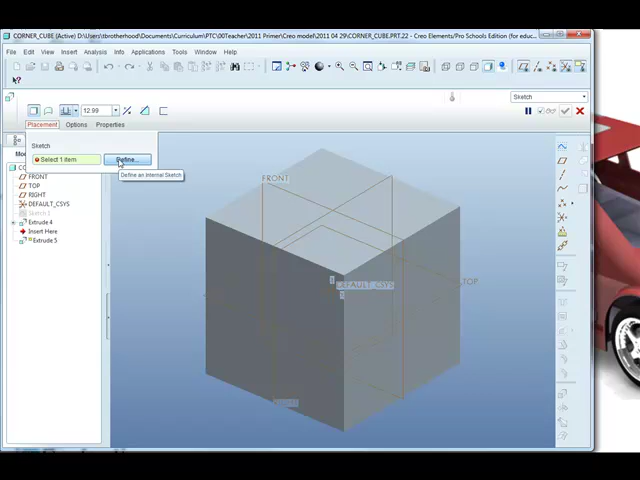 CORNER_CUBE (Active) D:\Users\tbrotherhood\Documents\Curriculum\PTC\00Teacher\2011 Primer\Creo model\2011 04 29\CORNER_CUBE.PRT.22 - Creo Elements/Pro Schools Edition (for educ...
File Edit View Insert Analysis Info Applications Tools Window Help
Sketch
12.99
Placement Options Properties
Sketch
Select 1 item Define...
Define an Internal Sketch
FRONT
TOP
RIGHT
DEFAULT_CSYS
Sketch
Extrude 4
Insert Here
Extrude 5
FRONT
TOP
DEFAULT_CSYS